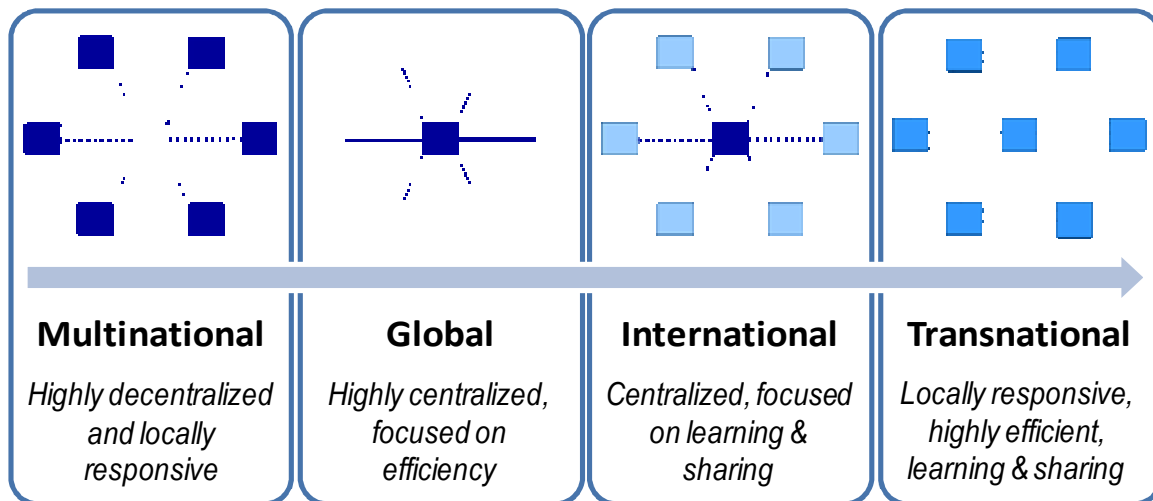 Multinational
Highly decentralized
and locally
responsive
Global
Highly centralized,
focused on
efficiency
International
Centralized, focused
on learning &
sharing
Transnational
Locally responsive,
highly efficient,
learning & sharing